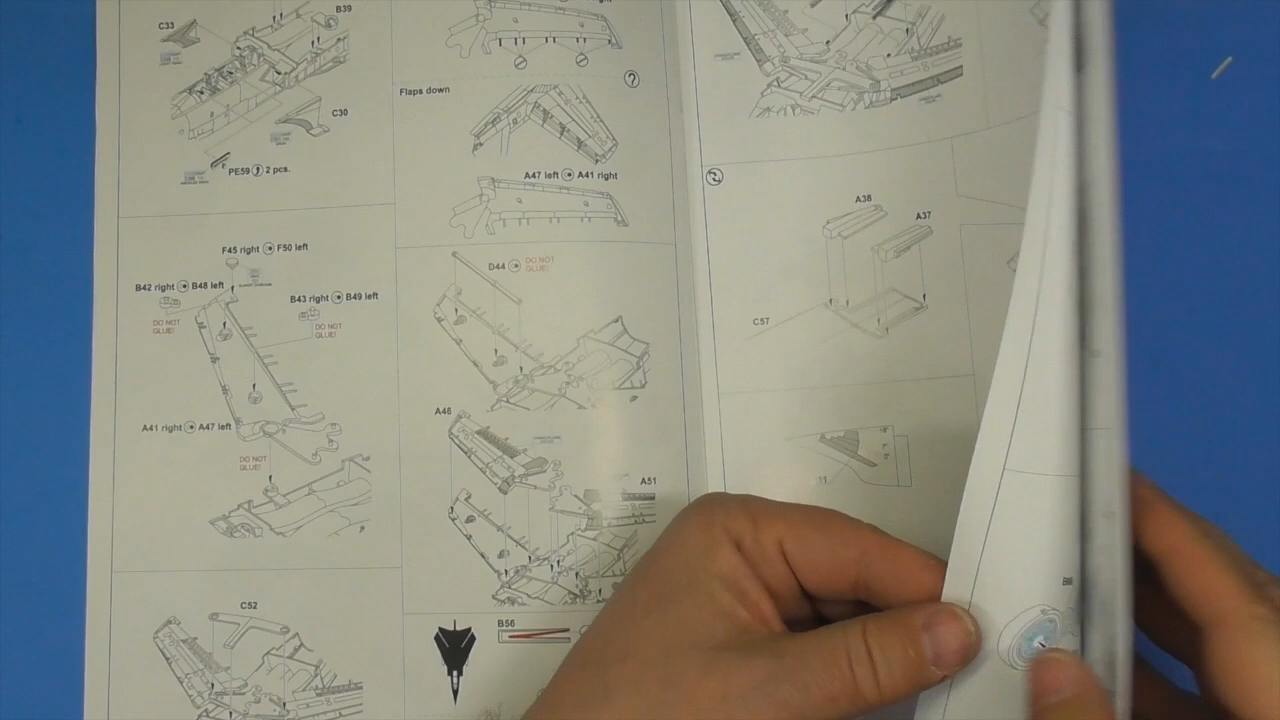 C33
B39
C30
PE59 2 pcs.
F45 right F50 left
B42 right B48 left
B43 right B49 left
DO NOT
GLUE!
DO NOT
GLUE!
A41 right A47 left
DO NOT
GLUE!
C52
right
Flaps down
?
A47 left A41 right
D44 DO NOT
GLUE!
A46
A51
B56
A38
A37
C57
11